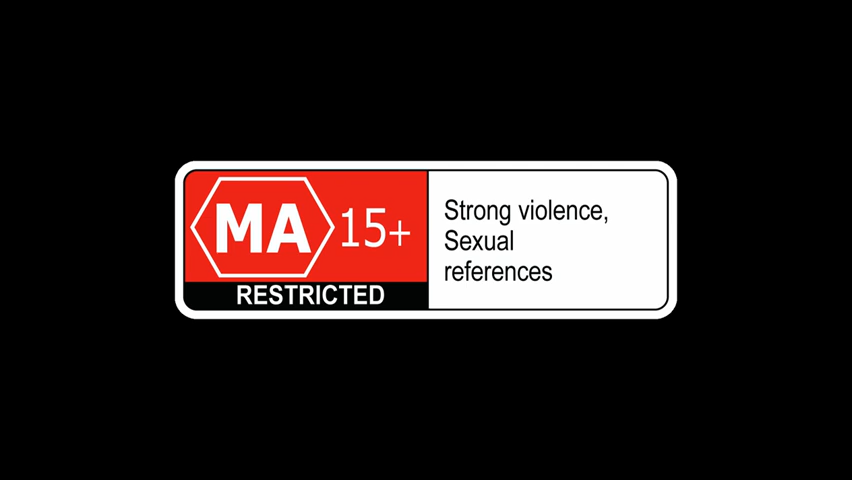 MA 15+
RESTRICTED
Strong violence,
Sexual
references